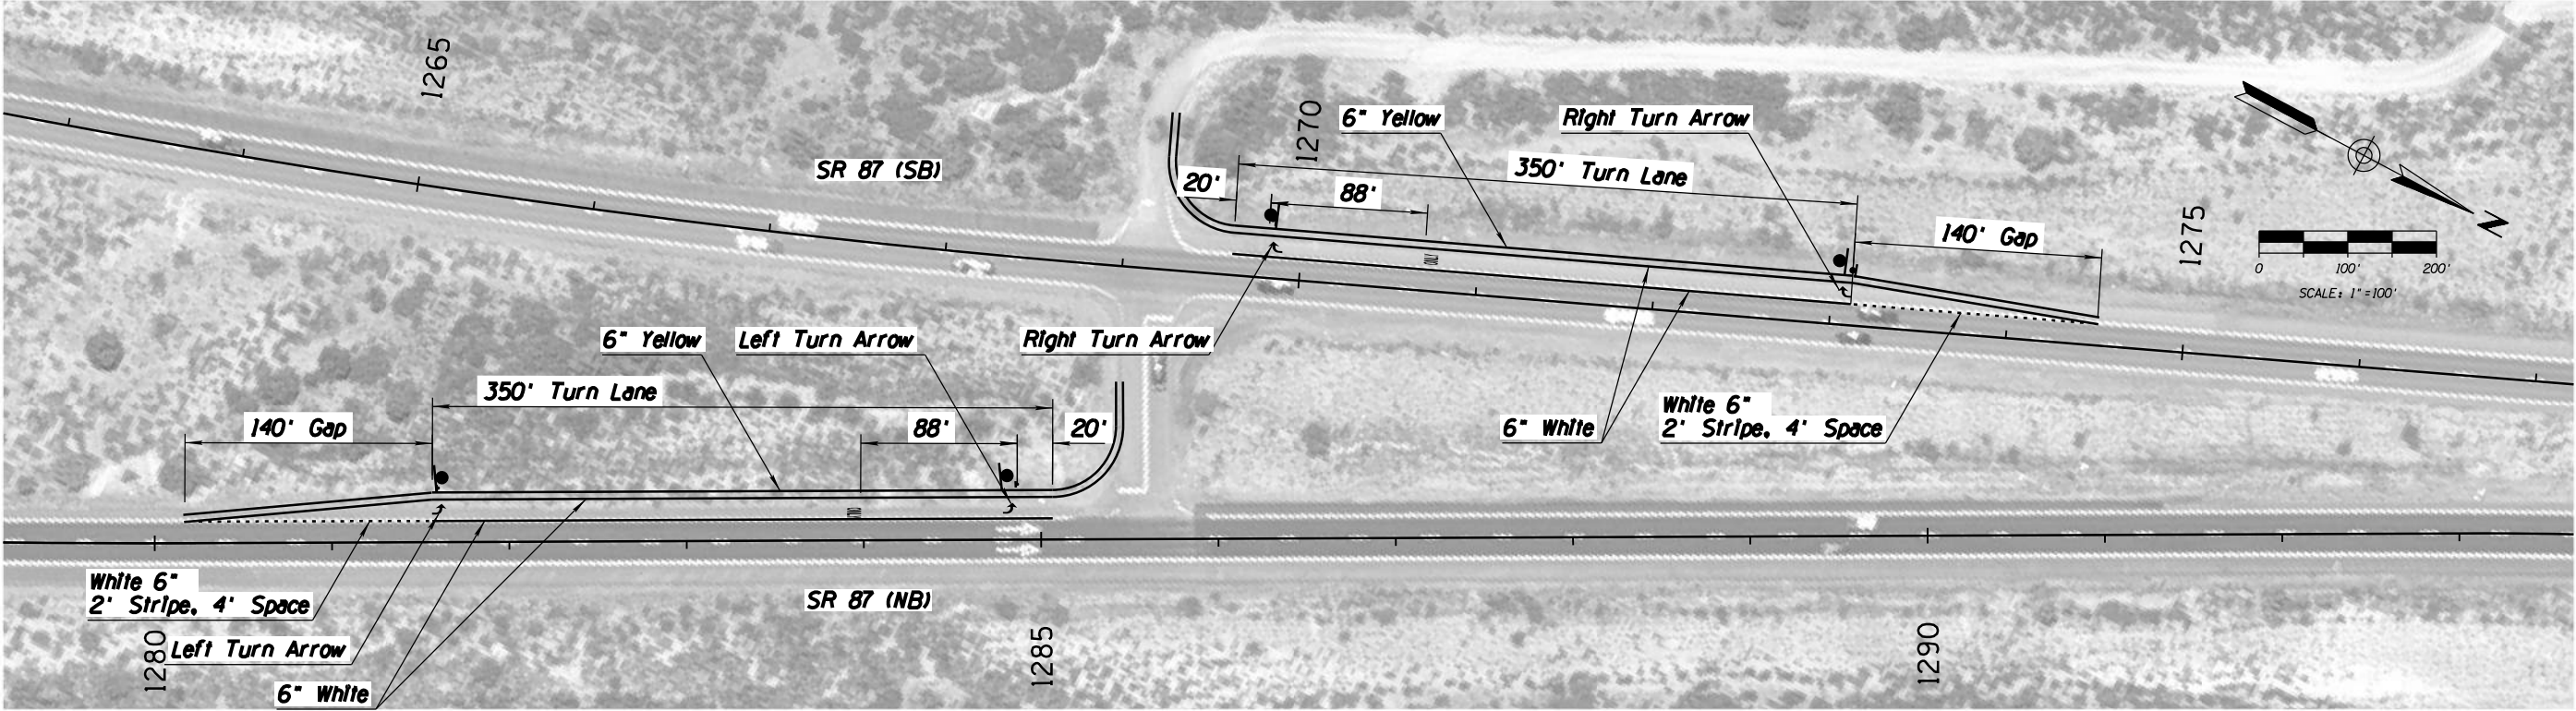 1265
SR 87 (SB)
1270
6" Yellow
Right Turn Arrow
20'
350' Turn Lane
88'
140' Gap
1275
N
0 100' 200'
SCALE: 1"=100'
6" Yellow
Left Turn Arrow
Right Turn Arrow
350' Turn Lane
140' Gap
88'
20'
ONLY
6" White
White 6"
2' Stripe, 4' Space
ONLY
White 6"
2' Stripe, 4' Space
SR 87 (NB)
1280
Left Turn Arrow
1285
1290
6" White